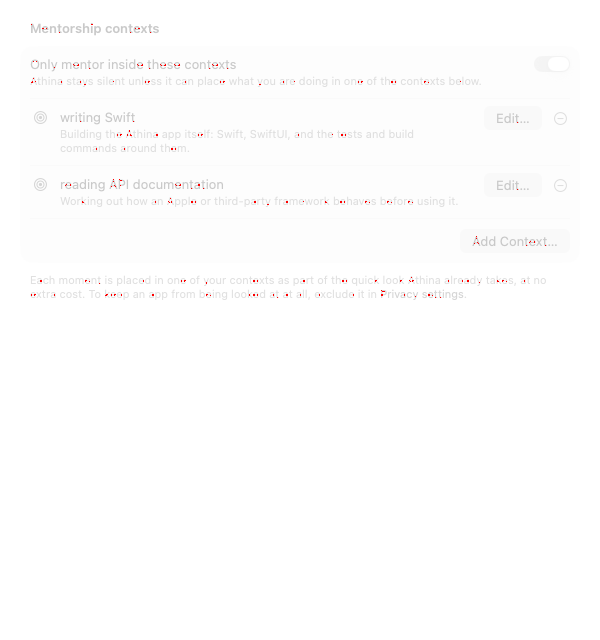 Mentorship contexts
Only mentor inside these contexts
Athina stays silent unless it can place what you are doing in one of the contexts below.
writing Swift
Edit...
Building the Athina app itself: Swift, SwiftUI, and the tests and build
commands around them.
reading API documentation
Edit...
Working out how an Apple or third-party framework behaves before using it.
Add Context...
Each moment is placed in one of your contexts as part of the quick look Athina already takes, at no
extra cost. To keep an app from being looked at at all, exclude it in Privacy settings.